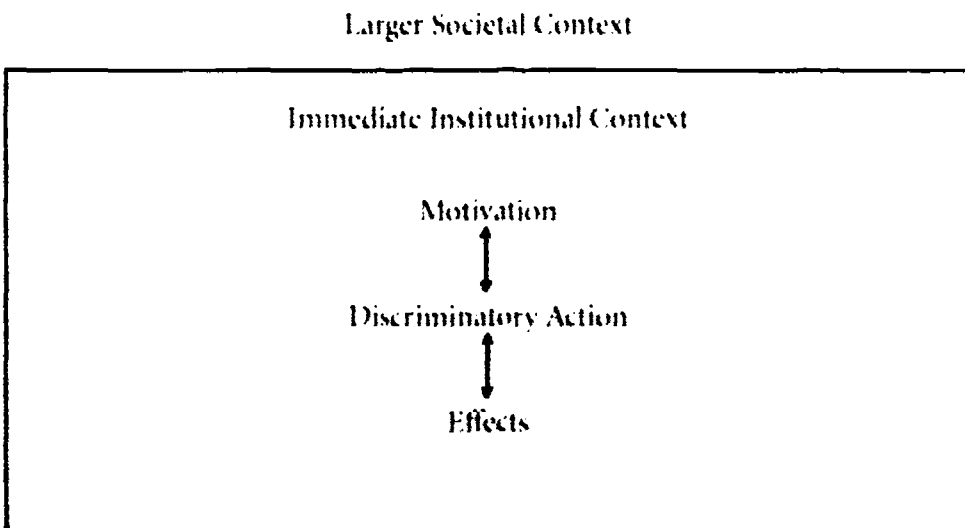 Larger Societal Context
Immediate Institutional Context
Motivation
Discriminatory Action
Effects